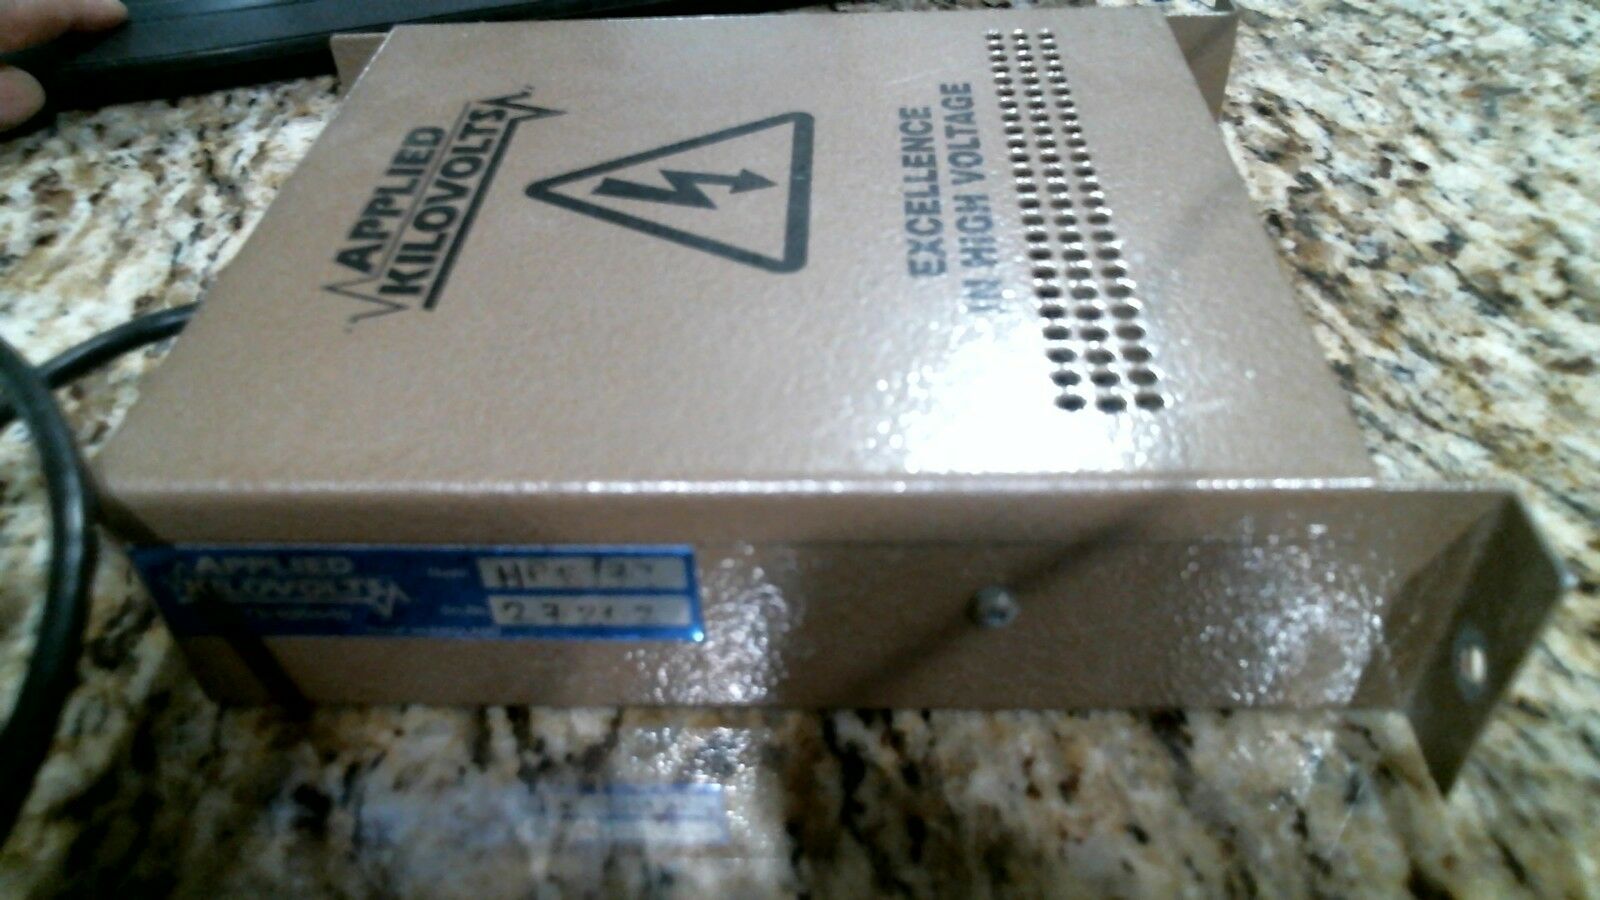 APPLIED
KILOVOLTS
EXCELLENCE
IN HIGH VOLTAGE
APPLIED
KILOVOLTS